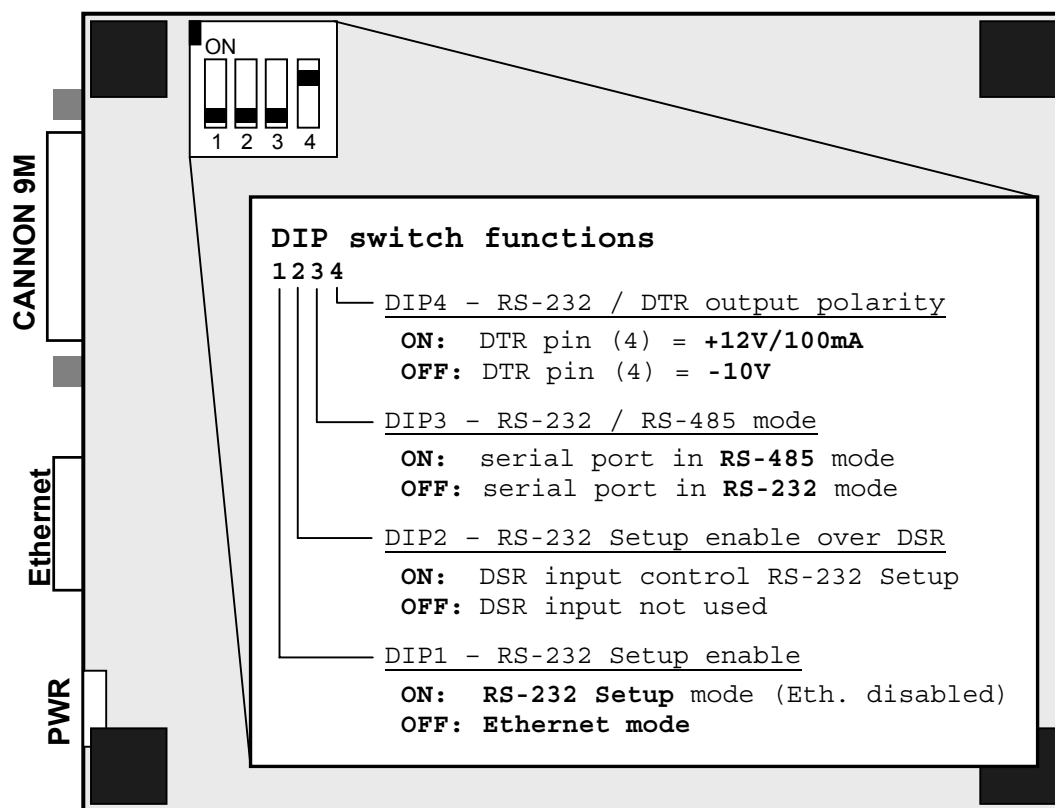 ON
1 2 3 4
CANNON 9M
Ethernet
PWR
DIP switch functions
1234
DIP4 – RS-232 / DTR output polarity
ON: DTR pin (4) = +12V/100mA
OFF: DTR pin (4) = -10V
DIP3 – RS-232 / RS-485 mode
ON: serial port in RS-485 mode
OFF: serial port in RS-232 mode
DIP2 – RS-232 Setup enable over DSR
ON: DSR input control RS-232 Setup
OFF: DSR input not used
DIP1 – RS-232 Setup enable
ON: RS-232 Setup mode (Eth. disabled)
OFF: Ethernet mode